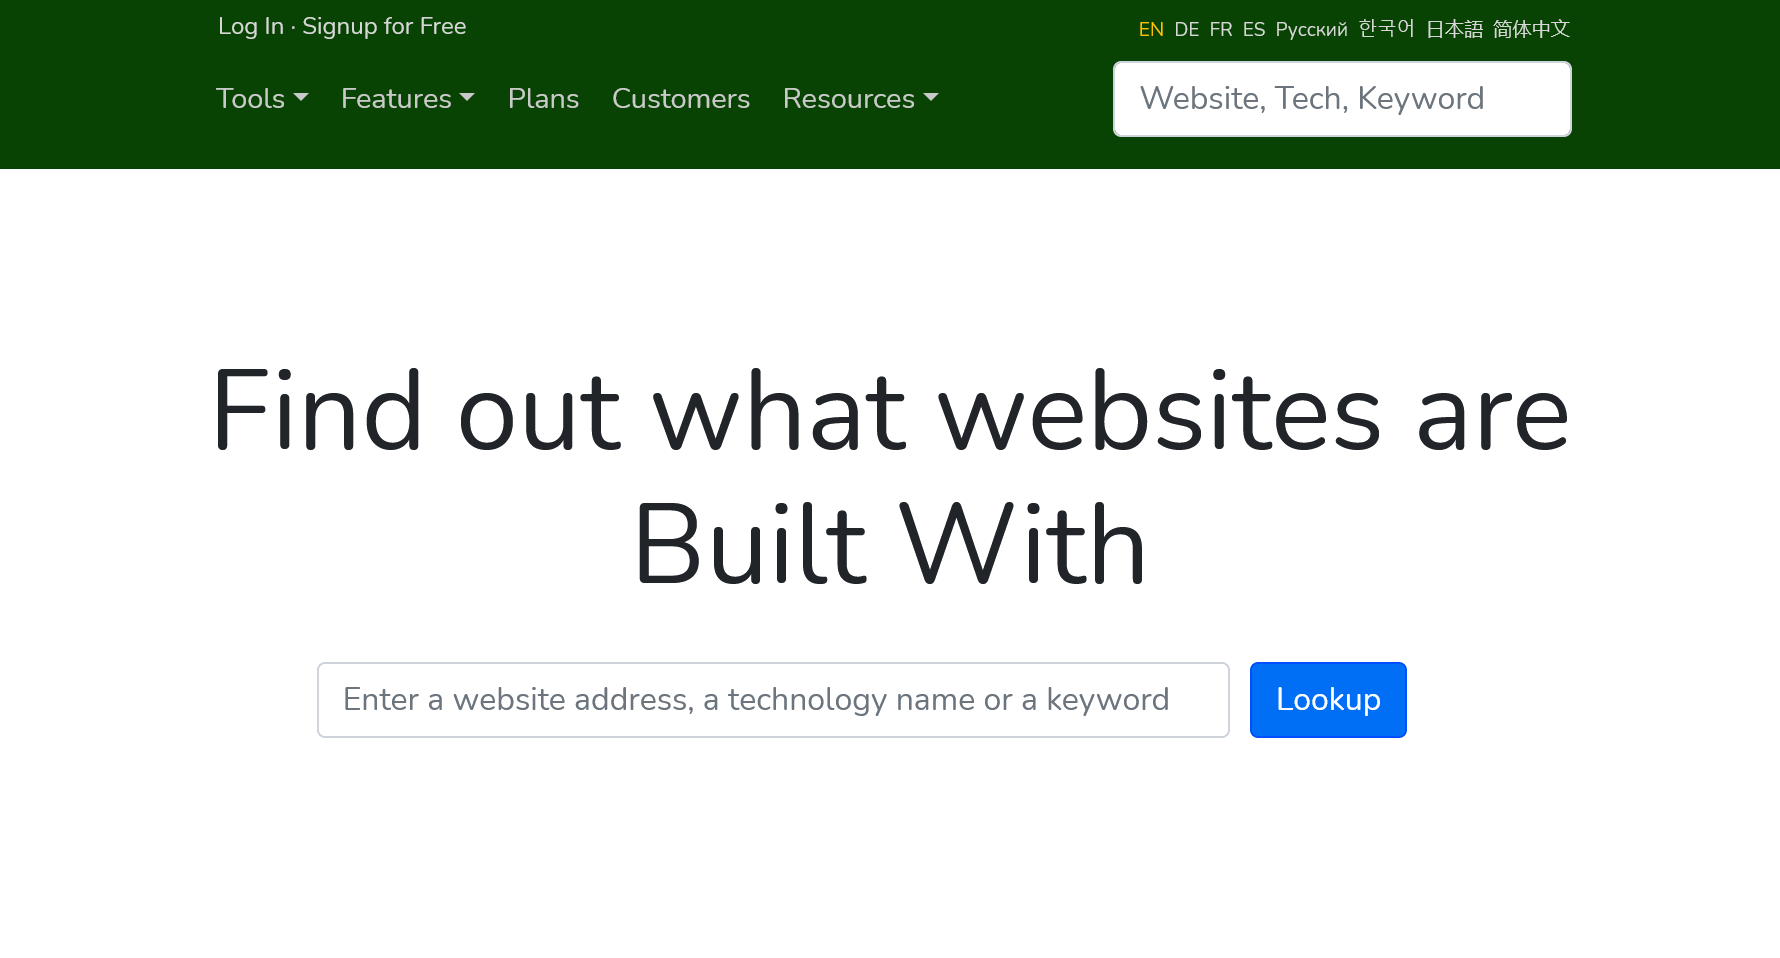 Log In · Signup for Free
EN DE FR ES Русский 한국어 日本語 简体中文
Tools Features Plans Customers Resources
Website, Tech, Keyword
Find out what websites are
Built With
Enter a website address, a technology name or a keyword
Lookup